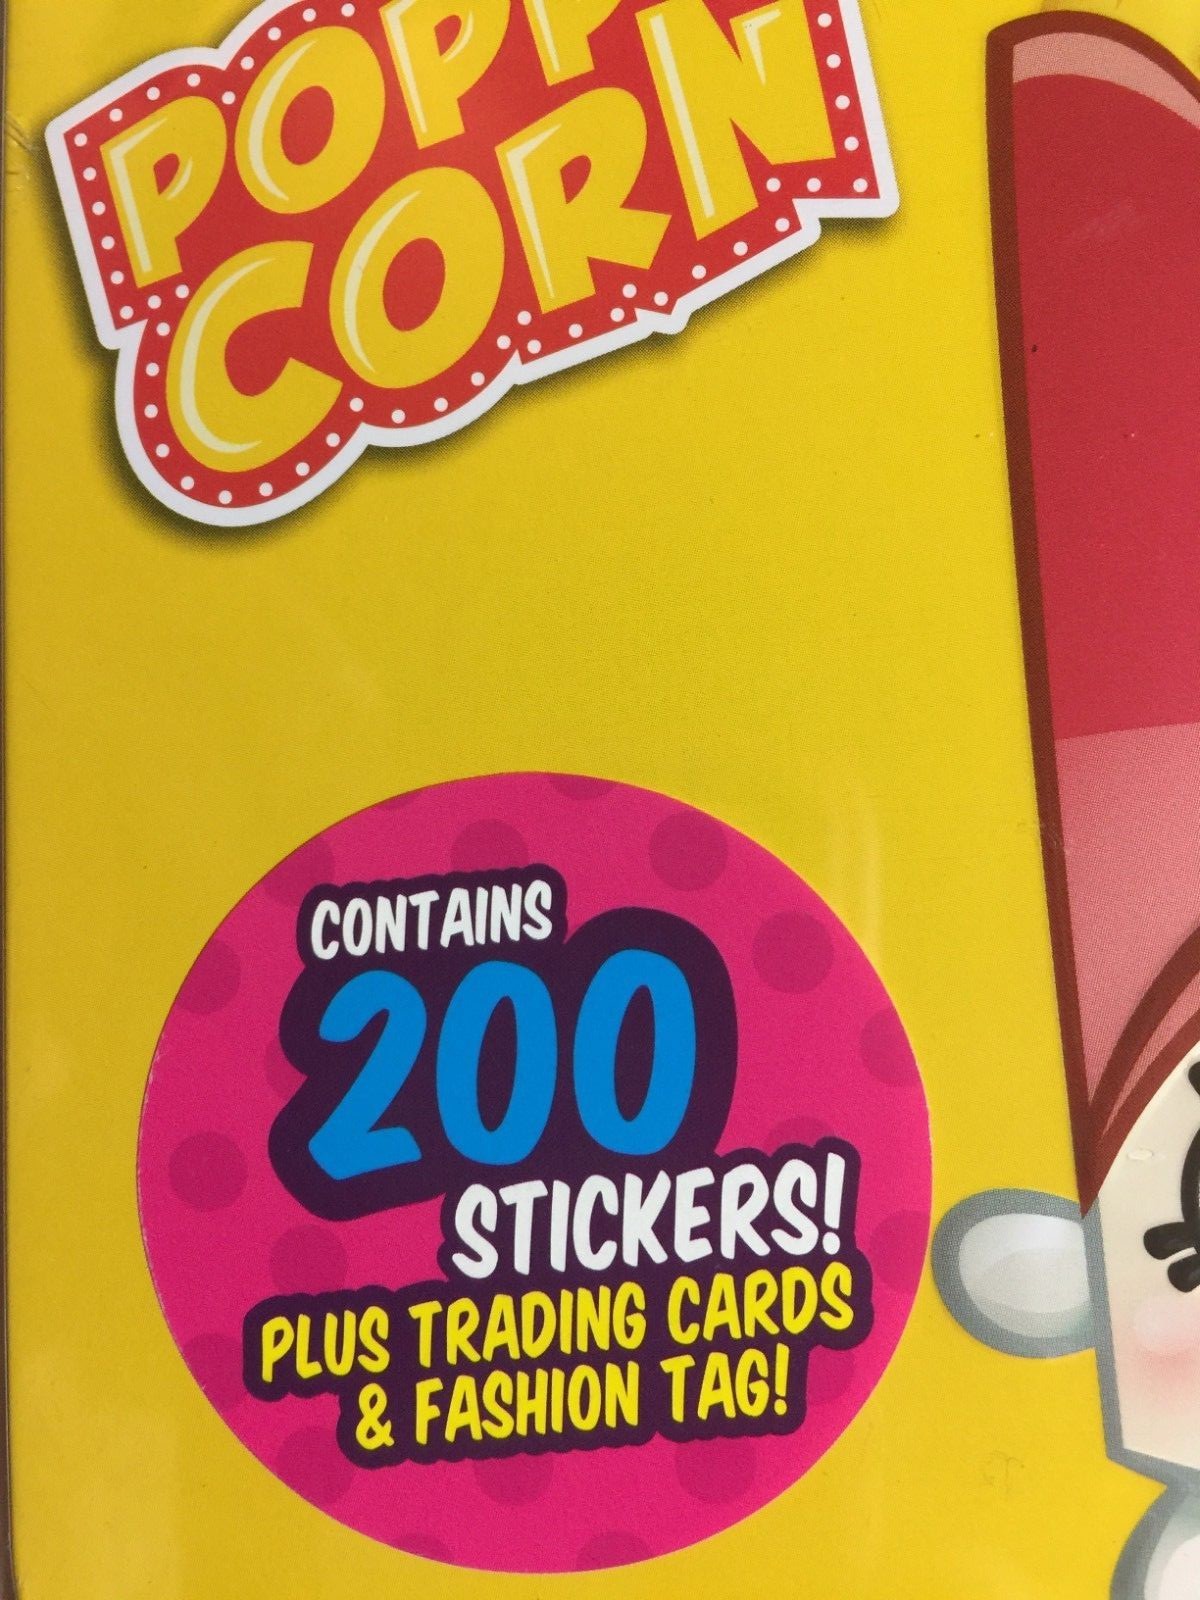 CORN
CONTAINS
200
STICKERS!
PLUS TRADING CARDS
& FASHION TAG!